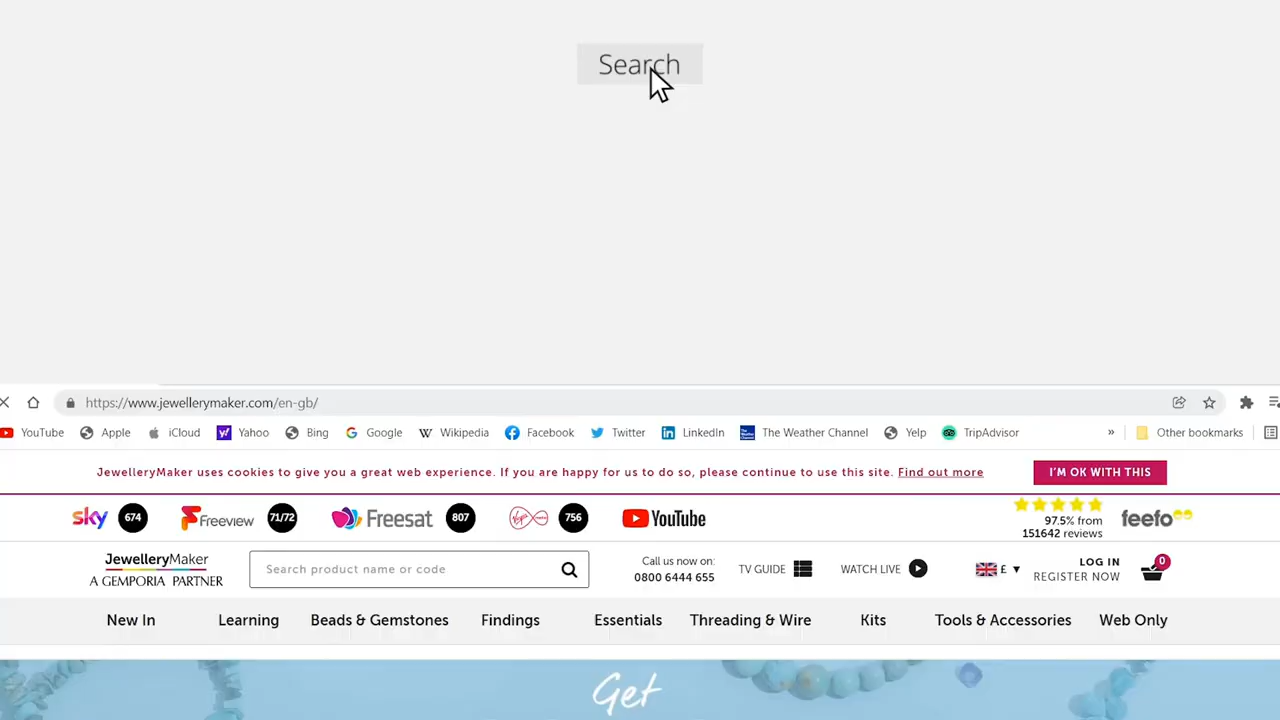 Search
https://www.jewellerymaker.com/en-gb/
YouTube Apple iCloud Yahoo Bing Google Wikipedia Facebook Twitter LinkedIn The Weather Channel Yelp TripAdvisor » Other bookmarks
JewelleryMaker uses cookies to give you a great web experience. If you are happy for us to do so, please continue to use this site. Find out more I'M OK WITH THIS
sky 674 Freeview 71/72 Freesat 807 Virgin media 756 YouTube
97.5% from
151642 reviews
feefo
JewelleryMaker
A GEMPORIA PARTNER
Search product name or code
Call us now on:
0800 6444 655
TV GUIDE WATCH LIVE £ ▼
LOG IN
REGISTER NOW
0
New In Learning Beads & Gemstones Findings Essentials Threading & Wire Kits Tools & Accessories Web Only
Get